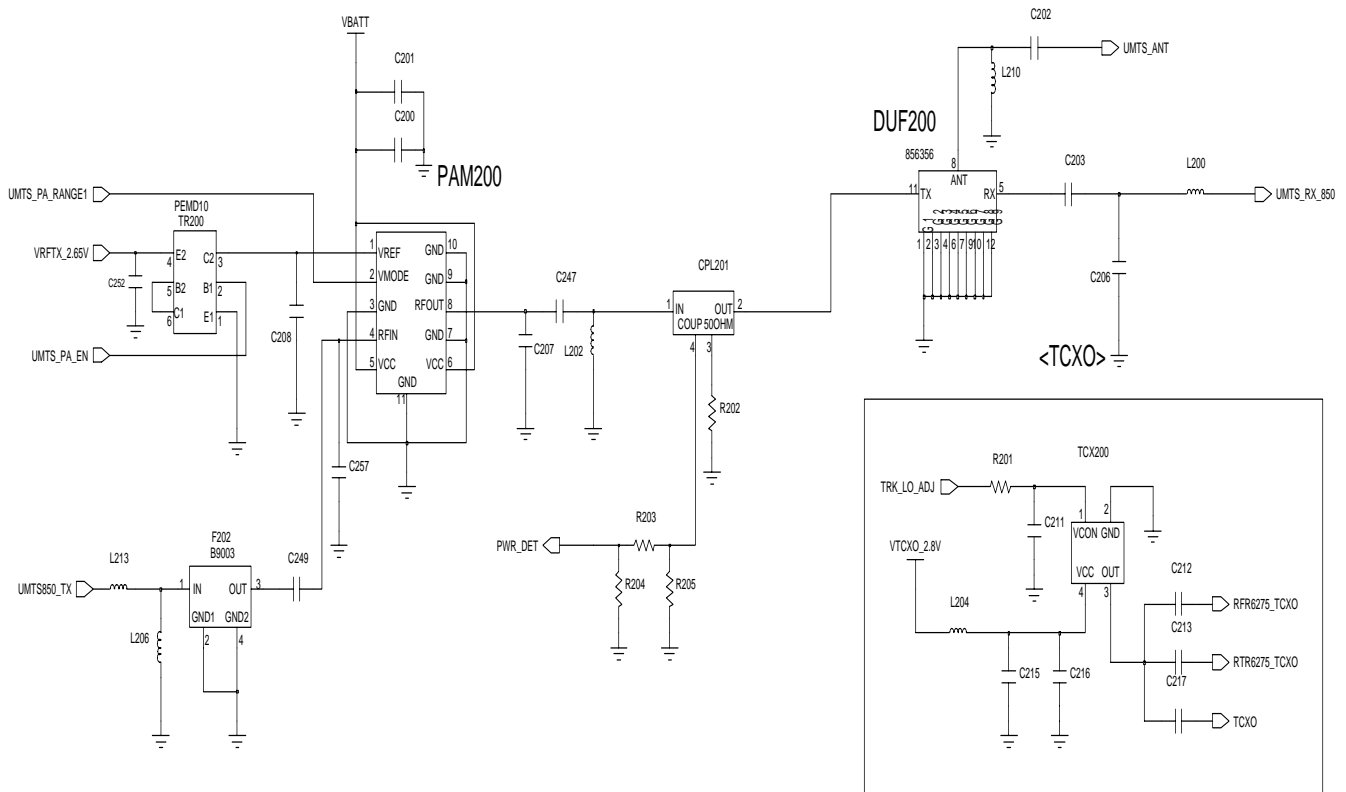 C202
VBATT
UMTS_ANT
C201
L210
C200
DUF200
856356
PAM200
8
ANT
11 TX
RX 5
C203
L200
UMTS_RX_850
UMTS_PA_RANGE1
PEMD10
TR200
VRFTX_2.65V
E2
4
C2
3
B2
5
B1
2
C1
6
E1
1
C252
UMTS_PA_EN
C208
1 VREF
GND 10
2 VMODE
GND 9
3 GND
RFOUT 8
4 RFIN
GND 7
5 VCC
VCC 6
GND
11
C247
C207
L202
CPL201
1 IN
OUT 2
COUP 50OHM
4 3
1 2 3 4 6 7 9 10 12
C206
<TCXO>
R202
C257
R203
PWR_DET
R204
R205
F202
B9003
L213
C249
UMTS850_TX
1 IN
OUT 3
GND1 GND2
2 4
L206
TCX200
R201
TRK_LO_ADJ
C211
1 2
VCON GND
VCC OUT
4 3
VTCXO_2.8V
L204
C215
C216
C212
RFR6275_TCXO
C213
RTR6275_TCXO
C217
TCXO